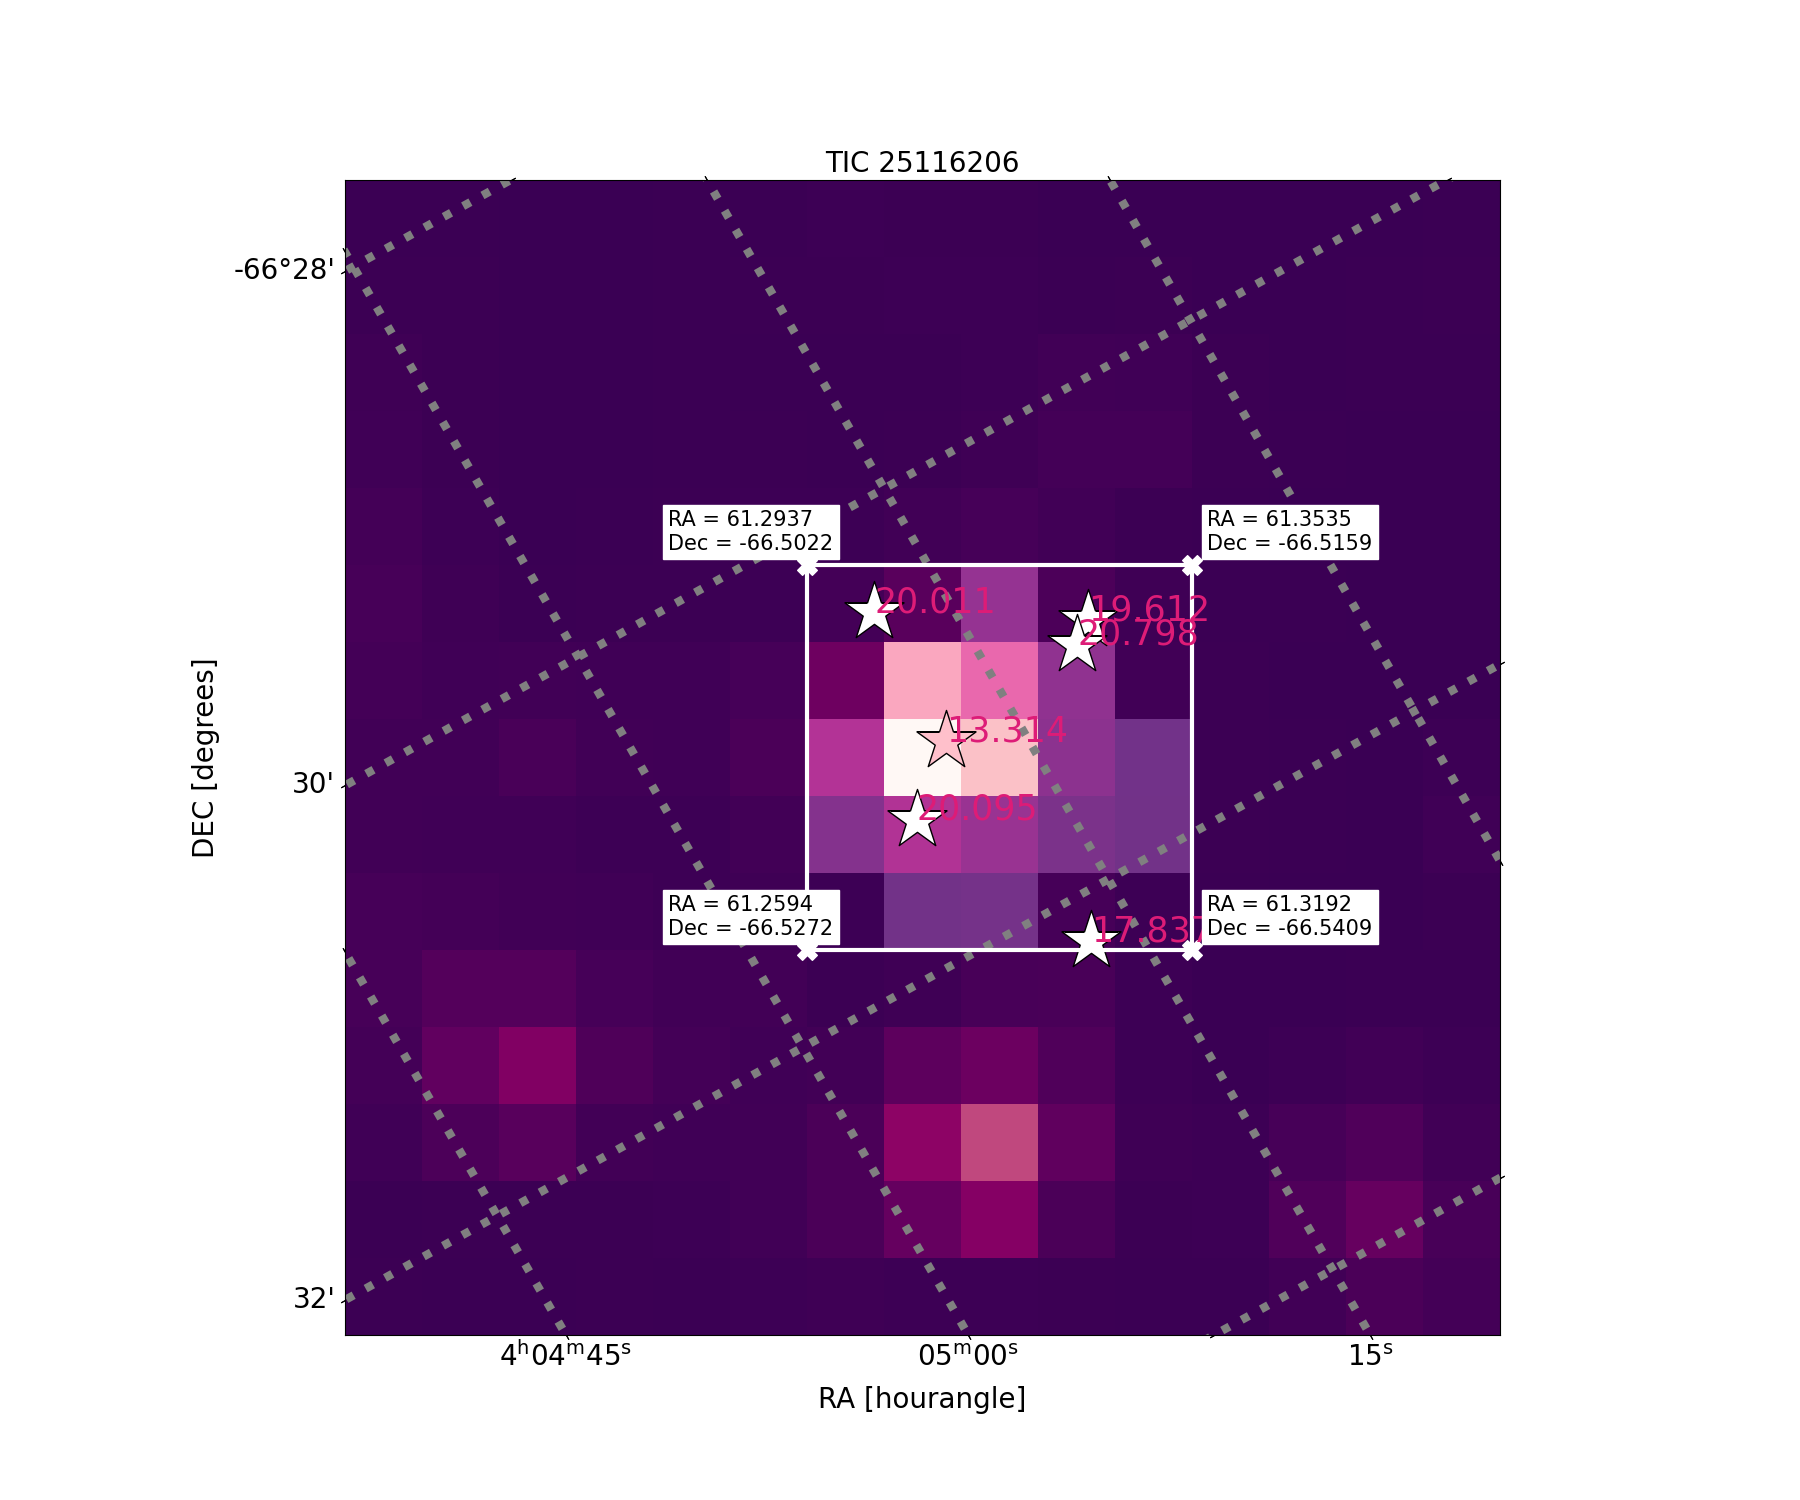 TIC 25116206
-66°28'
RA = 61.2937
Dec = -66.5022
RA = 61.3535
Dec = -66.5159
20.011
19.612
20.798
13.314
DEC [degrees]
30'
20.095
RA = 61.2594
Dec = -66.5272
17.837
RA = 61.3192
Dec = -66.5409
32'
4ʰ04ᵐ45ˢ
05ᵐ00ˢ
15ˢ
RA [hourangle]